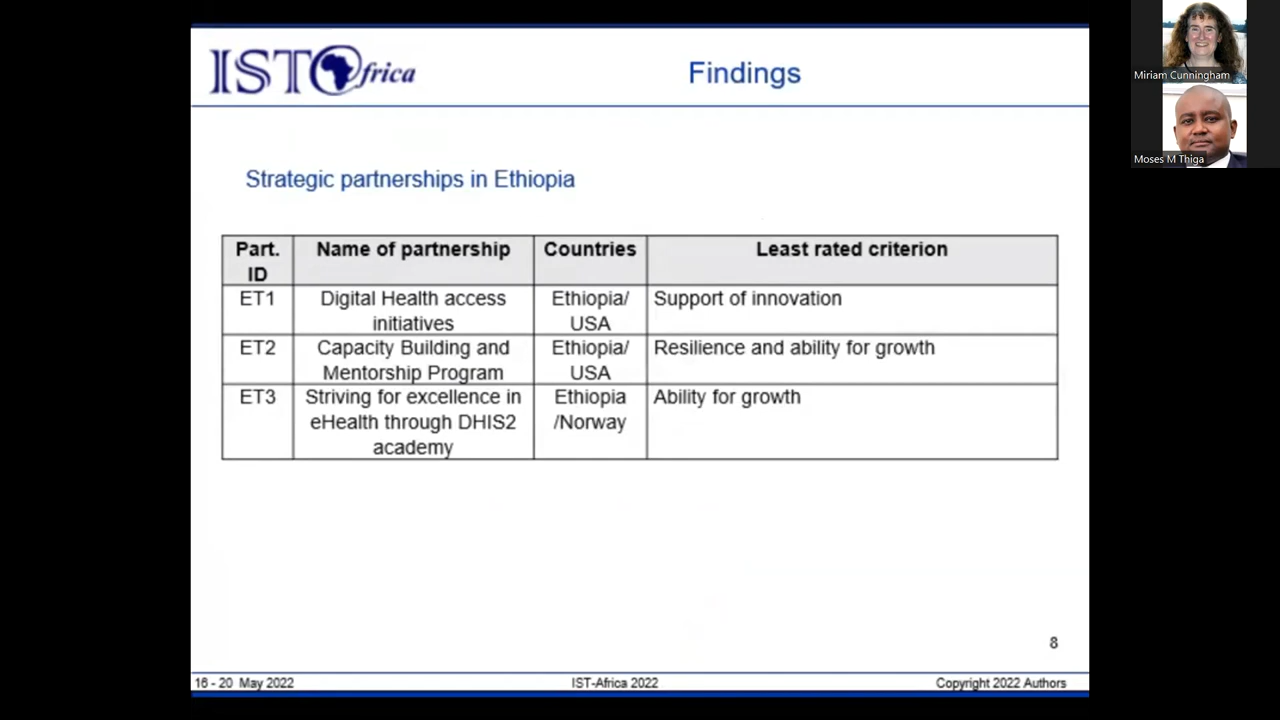 IST Africa
Findings
Miriam Cunningham
Moses M Thiga
Strategic partnerships in Ethiopia
Part. ID | Name of partnership | Countries | Least rated criterion
ET1 | Digital Health access initiatives | Ethiopia/ USA | Support of innovation
ET2 | Capacity Building and Mentorship Program | Ethiopia/ USA | Resilience and ability for growth
ET3 | Striving for excellence in eHealth through DHIS2 academy | Ethiopia /Norway | Ability for growth
8
16 - 20 May 2022
IST-Africa 2022
Copyright 2022 Authors